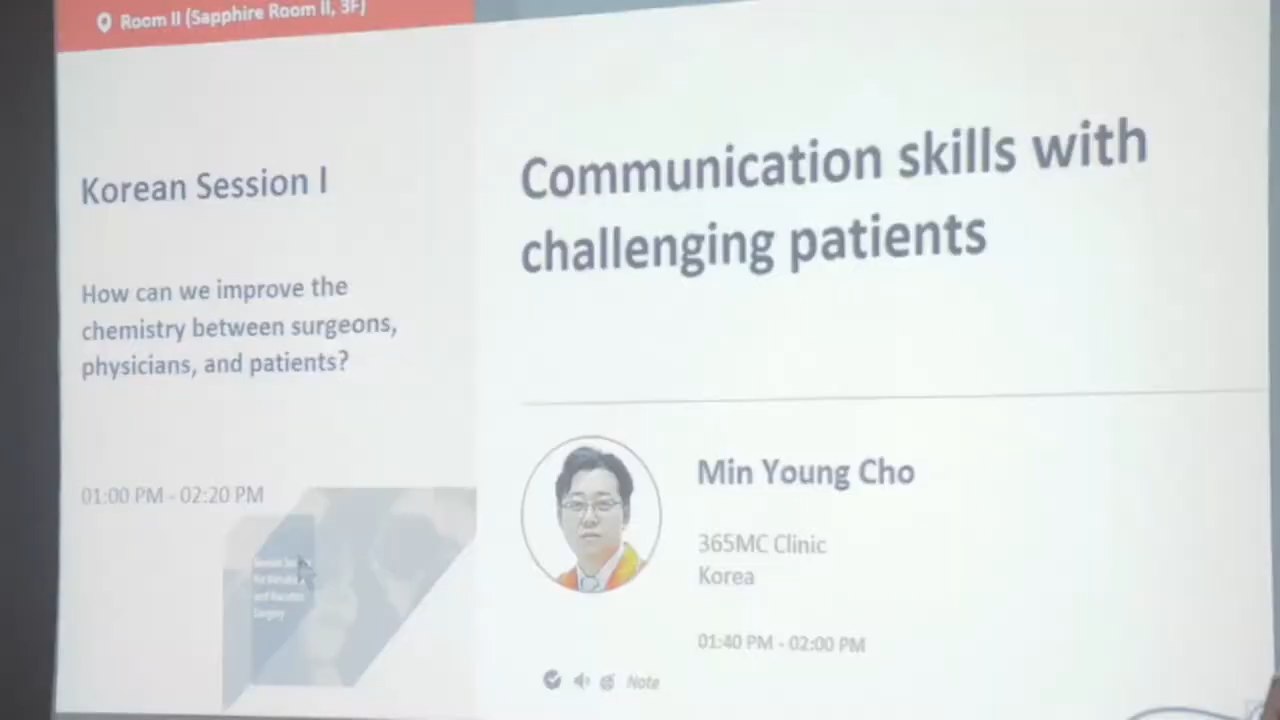 Room II (Sapphire Room II, 3F)
Korean Session I
How can we improve the
chemistry between surgeons,
physicians, and patients?
01:00 PM - 02:20 PM
and
Surgery
Communication skills with
challenging patients
Min Young Cho
365MC Clinic
Korea
01:40 PM - 02:00 PM
Note